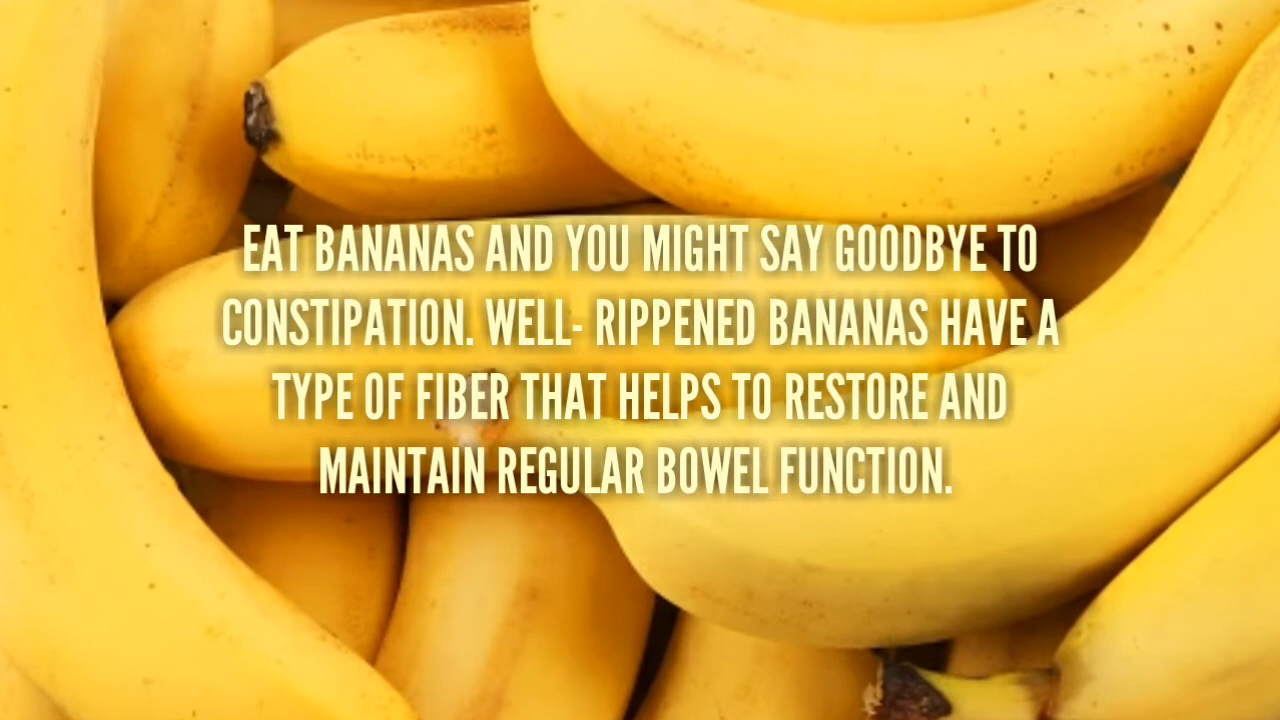 EAT BANANAS AND YOU MIGHT SAY GOODBYE TO
CONSTIPATION. WELL- RIPPENED BANANAS HAVE A
TYPE OF FIBER THAT HELPS TO RESTORE AND
MAINTAIN REGULAR BOWEL FUNCTION.